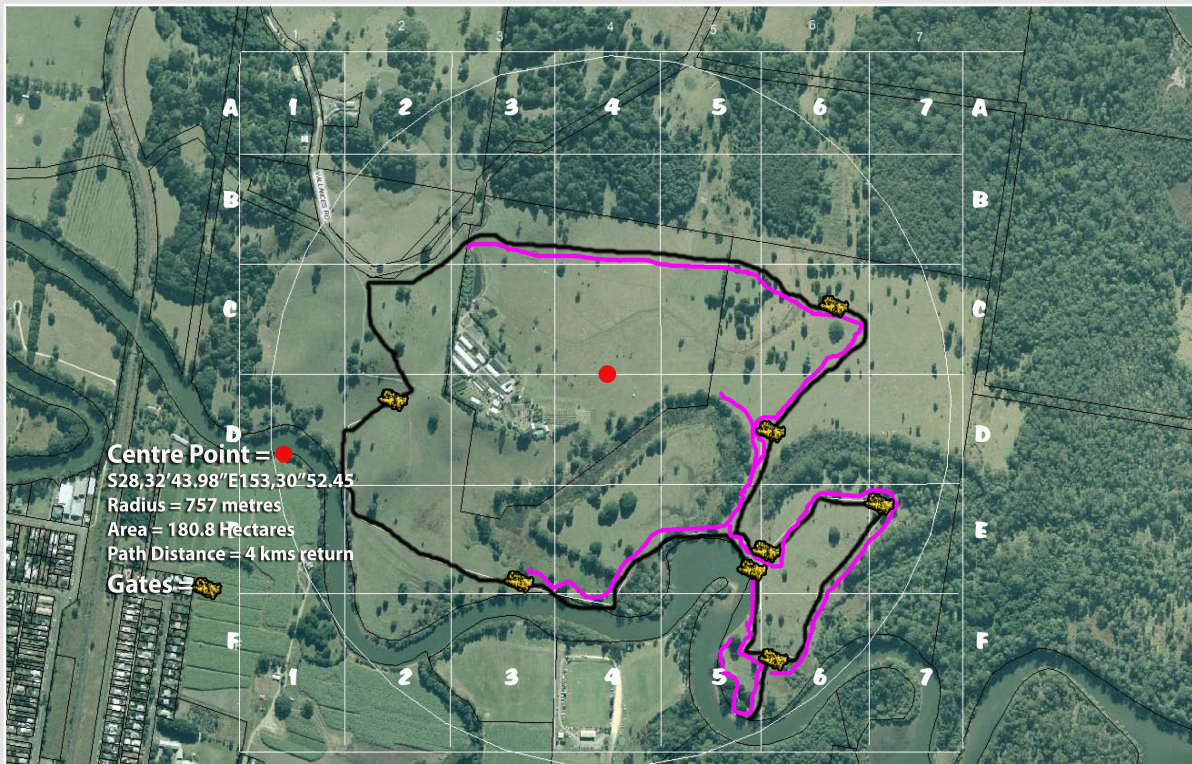 1 2 3 4 5 6 7
A 1 2 3 4 5 6 7 A
B B
VALLANCES RD
C C
D D
Centre Point =
S28,32'43.98"E153,30"52.45
Radius = 757 metres
E E
Area = 180.8 Hectares
Path Distance = 4 kms return
Gates =
F F
1 2 3 4 5 6 7